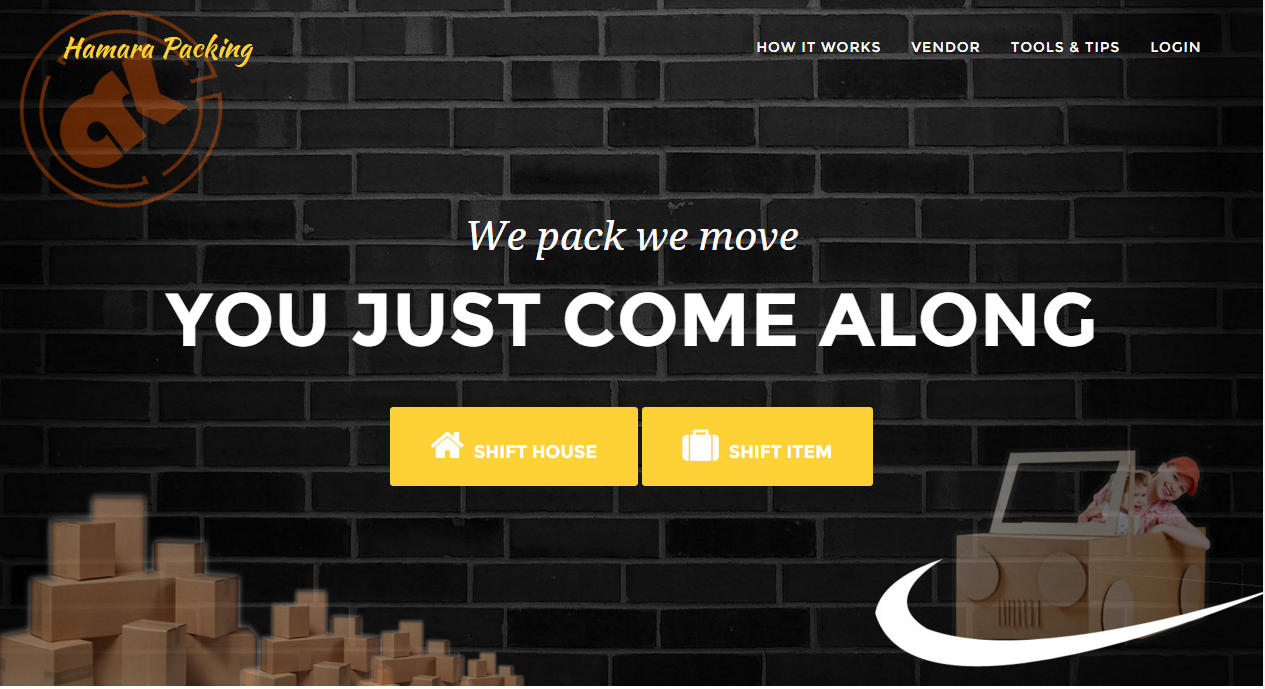 Hamara Packing
HOW IT WORKS VENDOR TOOLS & TIPS LOGIN
We pack we move
YOU JUST COME ALONG
SHIFT HOUSE SHIFT ITEM